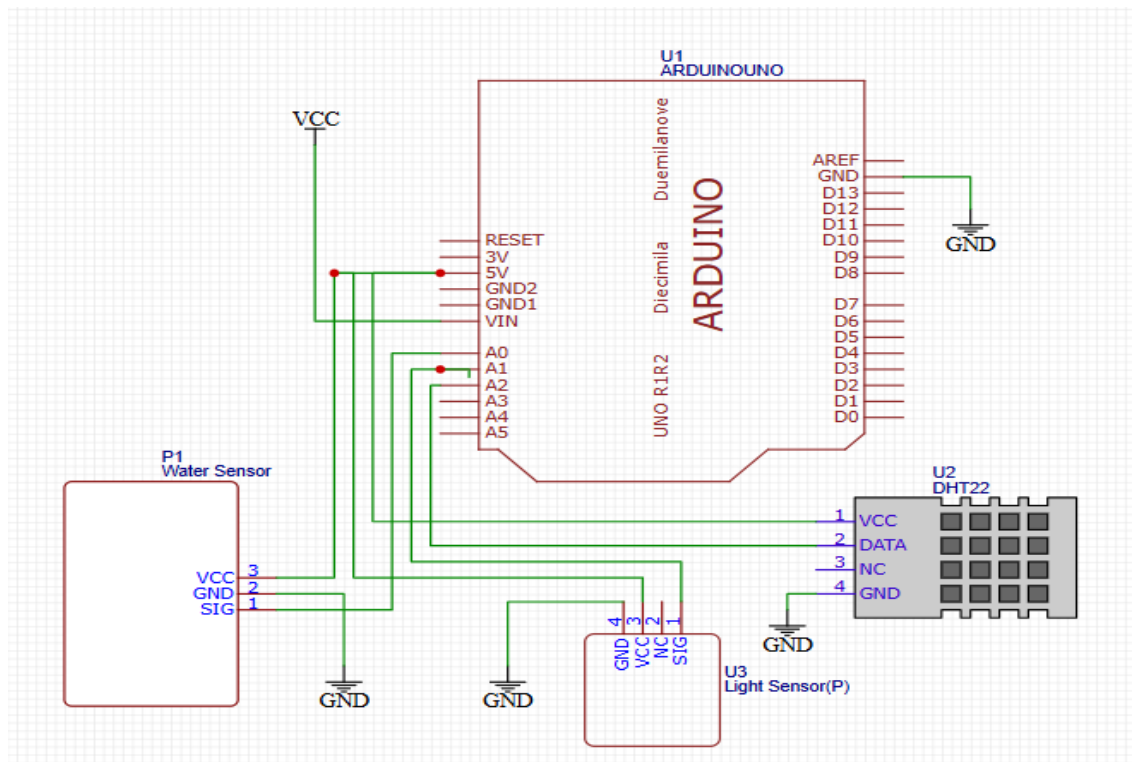 U1
ARDUINOUNO
VCC
Duemilanove
Diecimila
UNO R1R2
ARDUINO
RESET
3V
5V
GND2
GND1
VIN
A0
A1
A2
A3
A4
A5
AREF
GND
D13
D12
D11
D10
D9
D8
D7
D6
D5
D4
D3
D2
D1
D0
GND
P1
Water Sensor
VCC 3
GND 2
SIG 1
GND
U2
DHT22
1 VCC
2 DATA
3 NC
4 GND
GND
GND
4 3 2 1
GND VCC NC SIG
U3
Light Sensor(P)